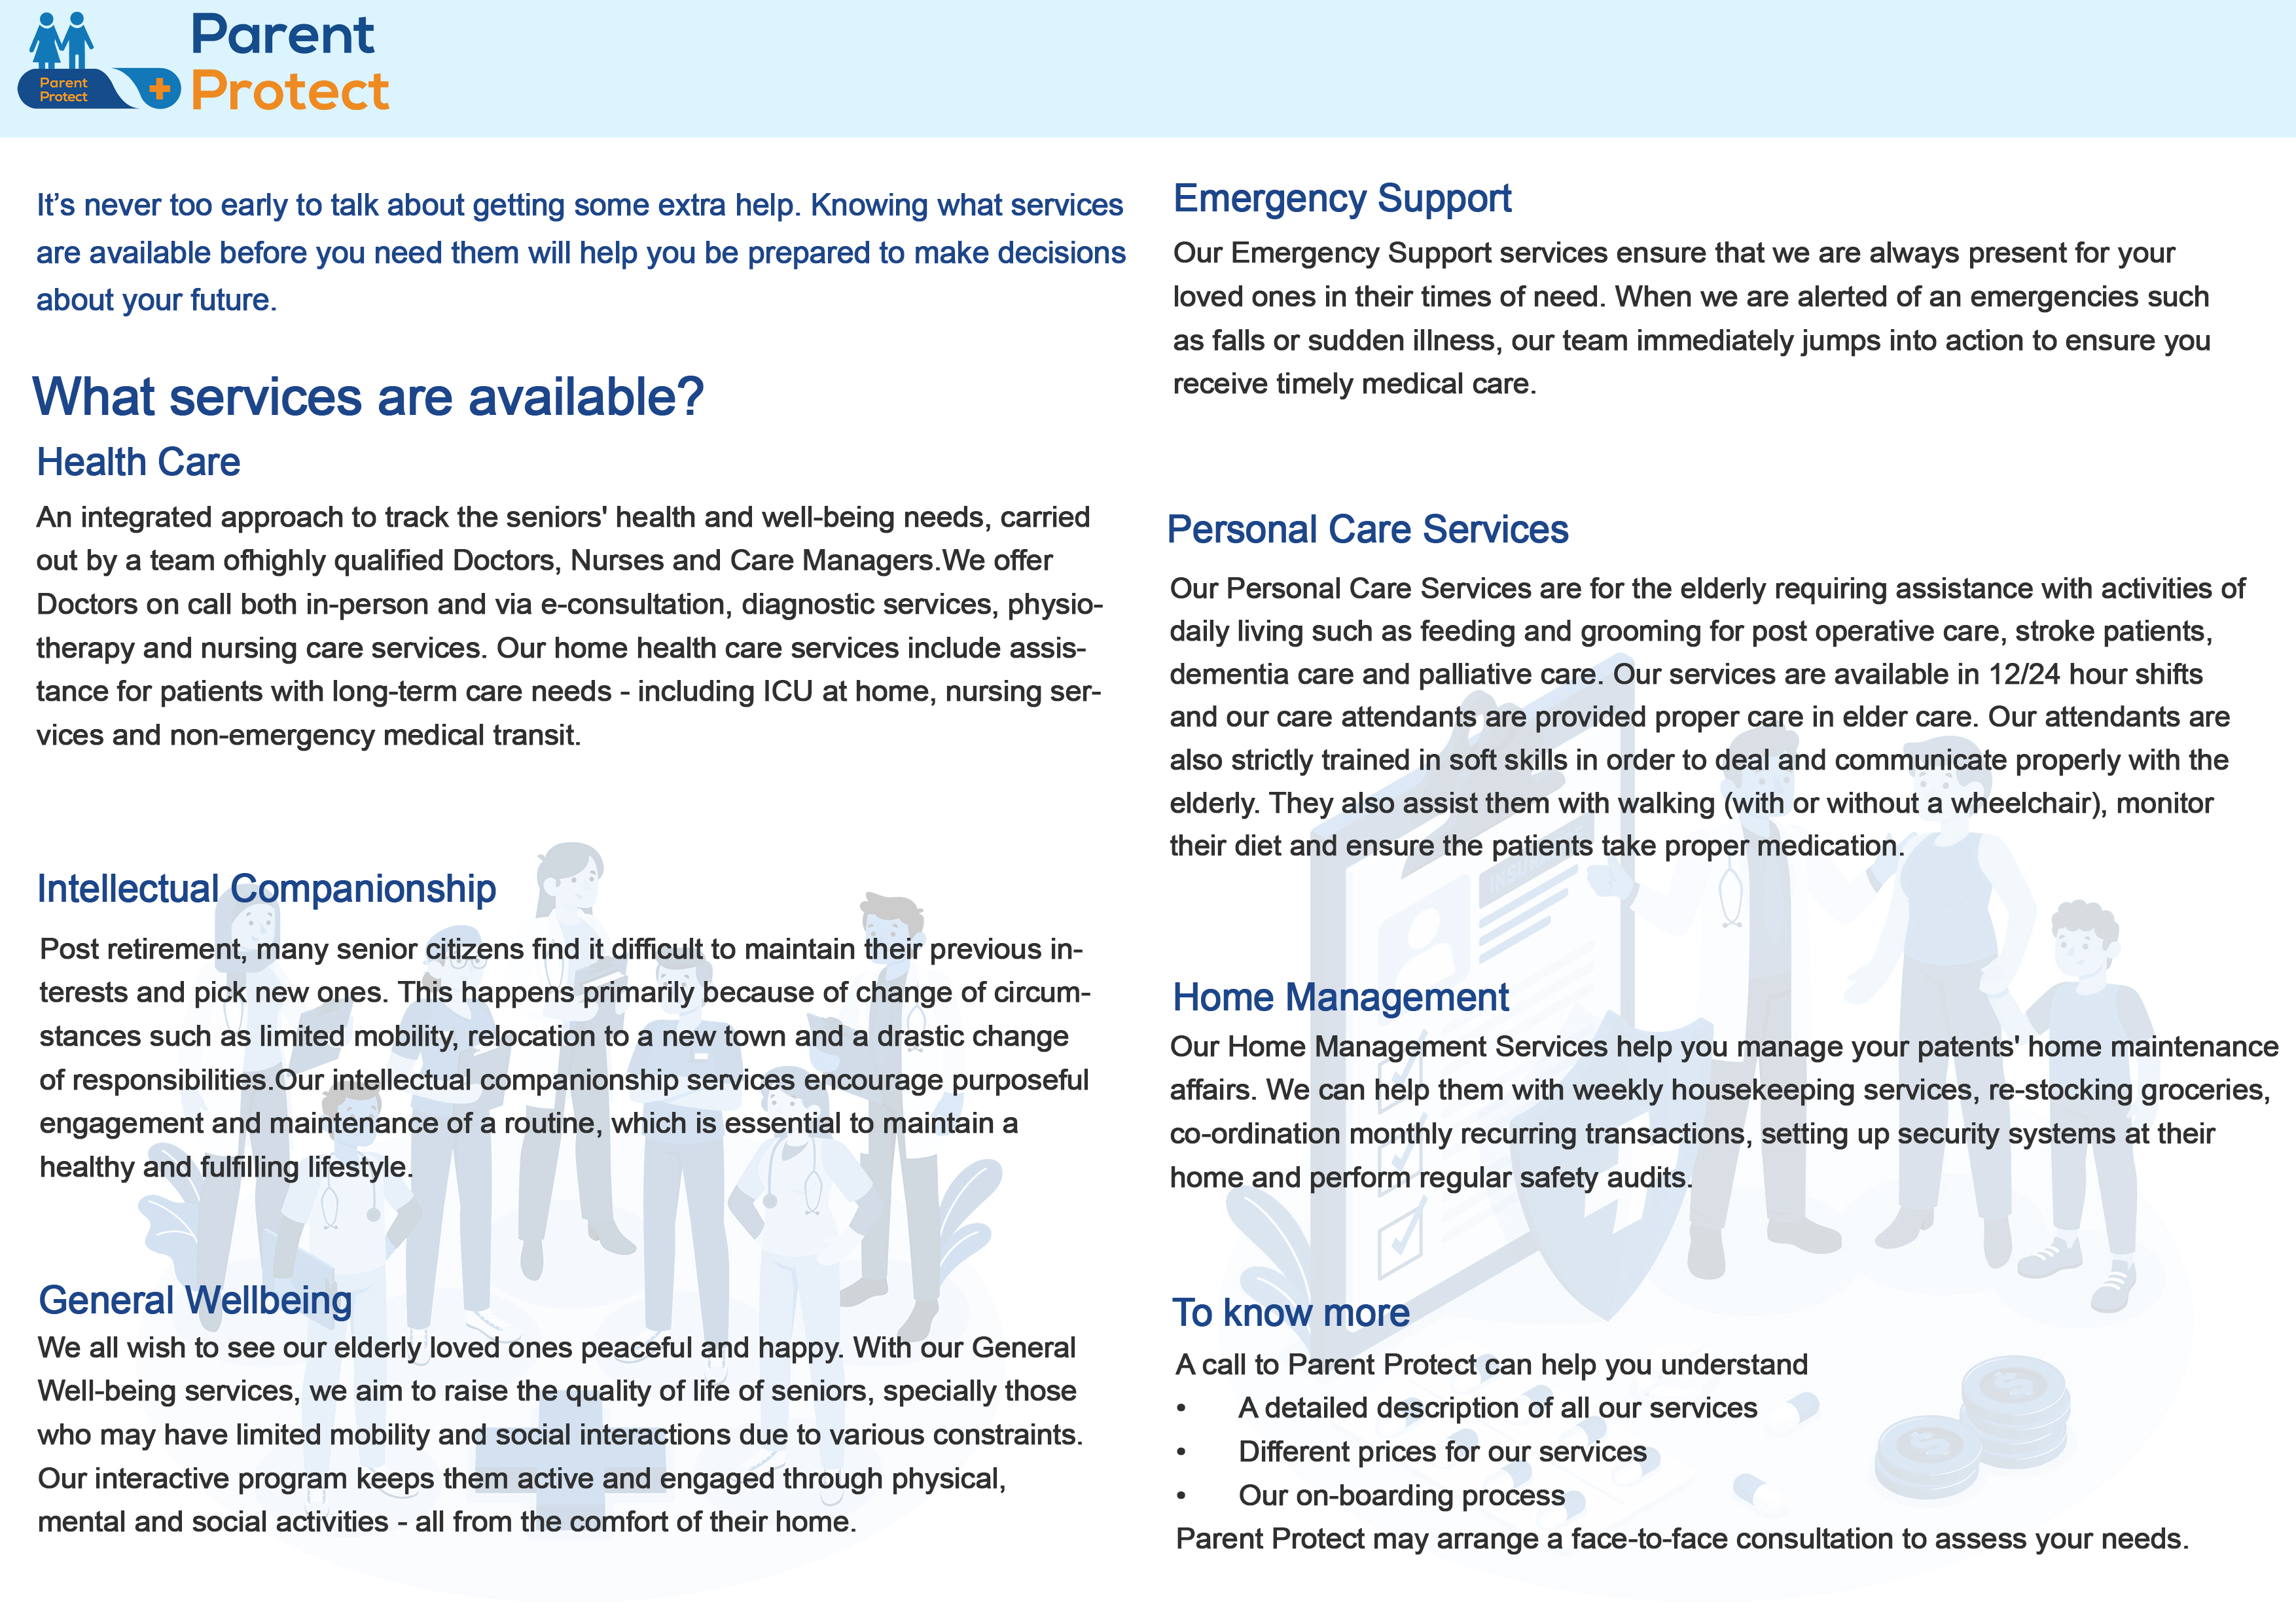 Parent
Protect
Parent
Protect
It’s never too early to talk about getting some extra help. Knowing what services
are available before you need them will help you be prepared to make decisions
about your future.
What services are available?
Health Care
An integrated approach to track the seniors' health and well-being needs, carried
out by a team ofhighly qualified Doctors, Nurses and Care Managers.We offer
Doctors on call both in-person and via e-consultation, diagnostic services, physio-
therapy and nursing care services. Our home health care services include assis-
tance for patients with long-term care needs - including ICU at home, nursing ser-
vices and non-emergency medical transit.
Intellectual Companionship
Post retirement, many senior citizens find it difficult to maintain their previous in-
terests and pick new ones. This happens primarily because of change of circum-
stances such as limited mobility, relocation to a new town and a drastic change
of responsibilities.Our intellectual companionship services encourage purposeful
engagement and maintenance of a routine, which is essential to maintain a
healthy and fulfilling lifestyle.
General Wellbeing
We all wish to see our elderly loved ones peaceful and happy. With our General
Well-being services, we aim to raise the quality of life of seniors, specially those
who may have limited mobility and social interactions due to various constraints.
Our interactive program keeps them active and engaged through physical,
mental and social activities - all from the comfort of their home.
Emergency Support
Our Emergency Support services ensure that we are always present for your
loved ones in their times of need. When we are alerted of an emergencies such
as falls or sudden illness, our team immediately jumps into action to ensure you
receive timely medical care.
Personal Care Services
Our Personal Care Services are for the elderly requiring assistance with activities of
daily living such as feeding and grooming for post operative care, stroke patients,
dementia care and palliative care. Our services are available in 12/24 hour shifts
and our care attendants are provided proper care in elder care. Our attendants are
also strictly trained in soft skills in order to deal and communicate properly with the
elderly. They also assist them with walking (with or without a wheelchair), monitor
their diet and ensure the patients take proper medication.
Home Management
Our Home Management Services help you manage your patents' home maintenance
affairs. We can help them with weekly housekeeping services, re-stocking groceries,
co-ordination monthly recurring transactions, setting up security systems at their
home and perform regular safety audits.
To know more
A call to Parent Protect can help you understand
• A detailed description of all our services
• Different prices for our services
• Our on-boarding process
Parent Protect may arrange a face-to-face consultation to assess your needs.